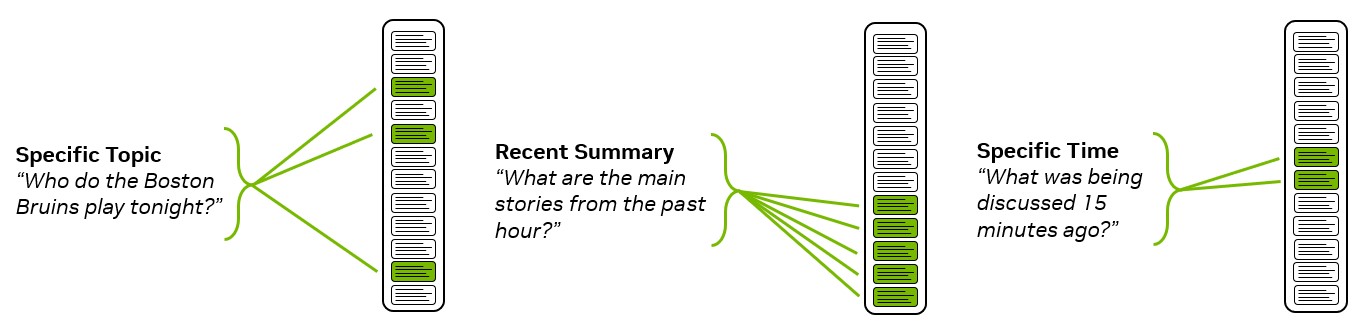 Specific Topic
“Who do the Boston
Bruins play tonight?”
Recent Summary
“What are the main
stories from the past
hour?”
Specific Time
“What was being
discussed 15
minutes ago?”